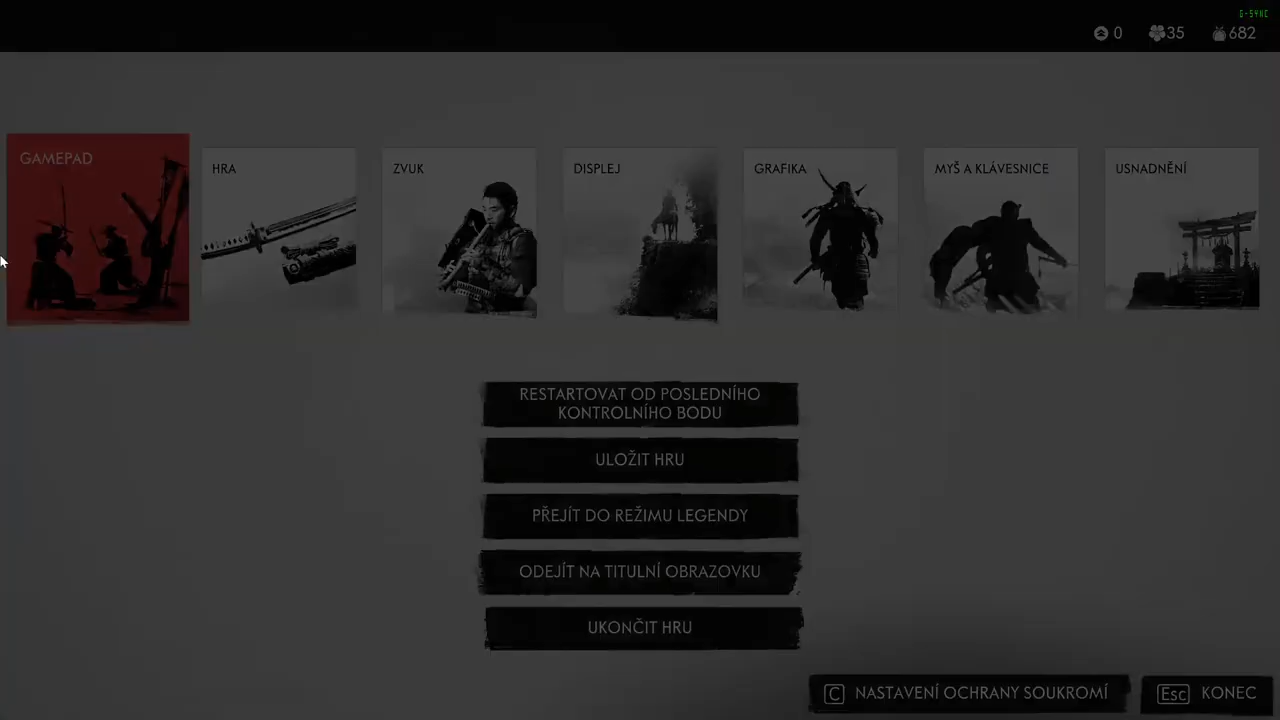 G-SYNC
0 35 682
GAMEPAD
HRA
ZVUK
DISPLEJ
GRAFIKA
MYŠ A KLÁVESNICE
USNADNĚNÍ
RESTARTOVAT OD POSLEDNÍHO
KONTROLNÍHO BODU
ULOŽIT HRU
PŘEJÍT DO REŽIMU LEGENDY
ODEJÍT NA TITULNÍ OBRAZOVKU
UKONČIT HRU
C NASTAVENÍ OCHRANY SOUKROMÍ
Esc KONEC